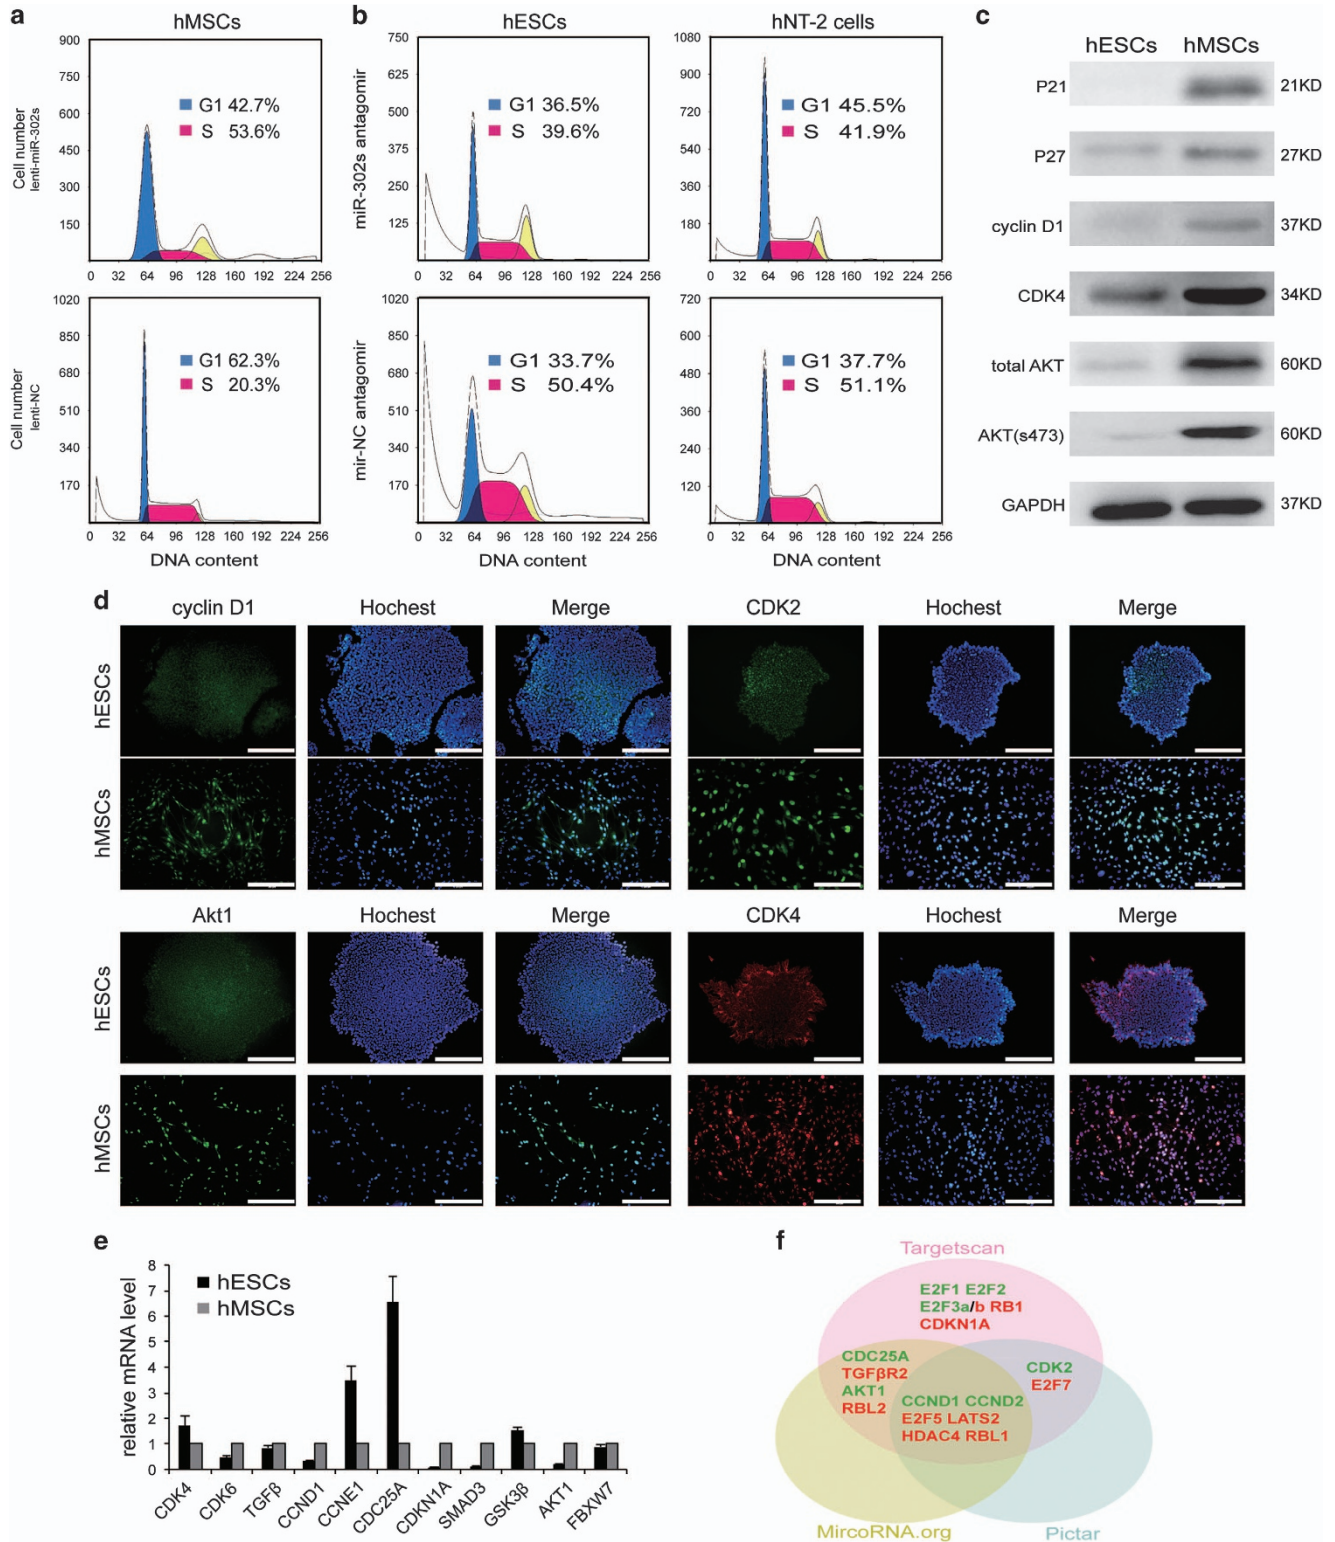 a
hMSCs
Cell number
lenti-miR-302s
900
750
600
450
300
150
G1 42.7%
S 53.6%
0 32 64 96 128 160 192 224 256
Cell number
lenti-NC
1020
850
680
510
340
170
G1 62.3%
S 20.3%
0 32 64 96 128 160 192 224 256
DNA content
b
hESCs
hNT-2 cells
miR-302s antagomir
750
625
500
375
250
125
G1 36.5%
S 39.6%
0 32 64 96 128 160 192 224 256
1080
900
720
540
360
180
G1 45.5%
S 41.9%
0 32 64 96 128 160 192 224 256
mir-NC antagomir
1020
850
680
510
340
170
G1 33.7%
S 50.4%
0 32 64 96 128 160 192 224 256
DNA content
720
600
480
360
240
120
G1 37.7%
S 51.1%
0 32 64 96 128 160 192 224 256
DNA content
c
hESCs hMSCs
P21 21KD
P27 27KD
cyclin D1 37KD
CDK4 34KD
total AKT 60KD
AKT(s473) 60KD
GAPDH 37KD
d
cyclin D1 Hochest Merge CDK2 Hochest Merge
hESCs
hMSCs
Akt1 Hochest Merge CDK4 Hochest Merge
hESCs
hMSCs
e
relative mRNA level
8
7
6
5
4
3
2
1
0
hESCs
hMSCs
CDK4 CDK6 TGFβ CCND1 CCNE1 CDC25A CDKN1A SMAD3 GSK3β AKT1 FBXW7
f
Targetscan
E2F1 E2F2
E2F3a/b RB1
CDKN1A
CDC25A
TGFβR2
AKT1
RBL2
CDK2
E2F7
CCND1 CCND2
E2F5 LATS2
HDAC4 RBL1
MircoRNA.org
Pictar